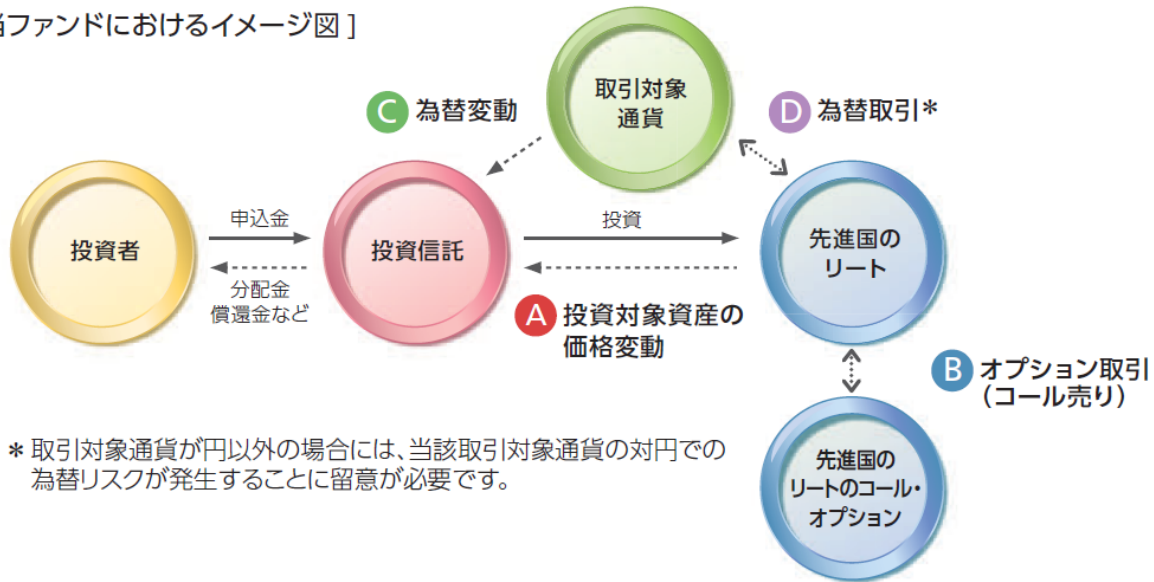 当ファンドにおけるイメージ図 ]
取引対象
通貨
C 為替変動
D 為替取引*
投資者
申込金
分配金
償還金など
投資信託
投資
先進国の
リート
A 投資対象資産の
価格変動
B オプション取引
(コール売り)
先進国の
リートのコール・
オプション
* 取引対象通貨が円以外の場合には、当該取引対象通貨の対円での
為替リスクが発生することに留意が必要です。